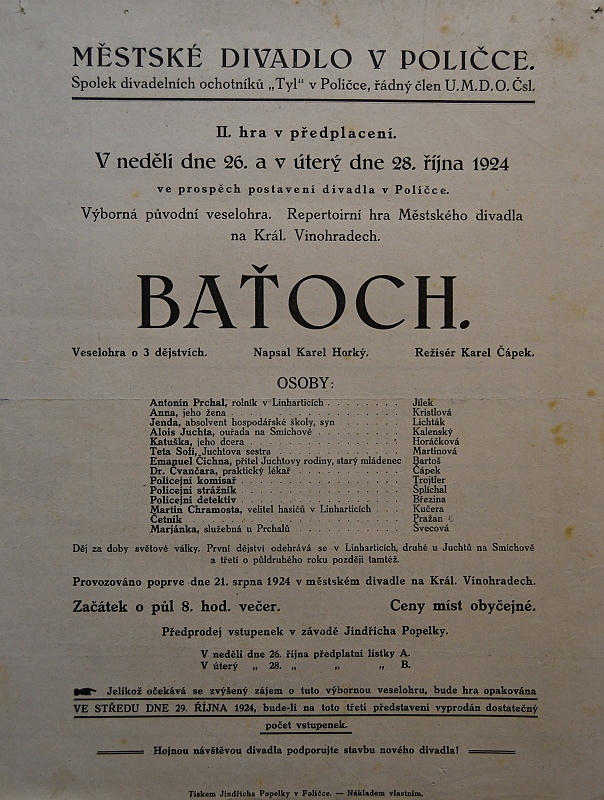 MĚSTSKÉ DIVADLO V POLIČCE.
Spolek divadelních ochotníků „Tyl“ v Poličce, řádný člen U.M.D.O.Čsl.
II. hra v předplacení.
V neděli dne 26. a v úterý dne 28. října 1924
ve prospěch postavení divadla v Poličce.
Výborná původní veselohra. Repertoirní hra Městského divadla
na Král. Vinohradech.
BAŤOCH.
Veselohra o 3 dějstvích. Napsal Karel Horký. Režisér Karel Čápek.
OSOBY:
Antonín Prchal, rolník v Linharticích . . . . . . . . Jílek
Anna, jeho žena . . . . . . . . Kristlová
Jenda, absolvent hospodářské školy, syn . . . . . . . . Lichták
Alois Juchta, ouřada na Smíchově . . . . . . . . Kalenský
Katuška, jeho dcera . . . . . . . . Horáčková
Teta Sofi, Juchtova sestra . . . . . . . . Martinová
Emanuel Čichna, přítel Juchtovy rodiny, starý mládenec Bartoš
Dr. Čvančara, praktický lékař . . . . . . . . Čápek
Policejní komisař . . . . . . . . Trojtler
Policejní strážník . . . . . . . . Šplíchal
Policejní detektiv . . . . . . . . Březina
Martin Chramosta, velitel hasičů v Linharticích . . . . Kučera
Četník . . . . . . . . Pražan
Marjánka, služebná u Prchalů . . . . . . . . Švecová
Děj za doby světové války. První dějství odehrává se v Linharticích, druhé u Juchtů na Smíchově
a třetí o půldruhého roku později tamtéž.
Provozováno poprve dne 21. srpna 1924 v městském divadle na Král. Vinohradech.
Začátek o půl 8. hod. večer. Ceny míst obyčejné.
Předprodej vstupenek v závodě Jindřicha Popelky.
V neděli dne 26. října předplatní lístky A.
V úterý „ 28. „ „ „ B.
Jelikož očekává se zvýšený zájem o tuto výbornou veselohru, bude hra opakována
VE STŘEDU DNE 29. ŘÍJNA 1924, bude-li na toto třetí představení vyprodán dostatečný
počet vstupenek.
Hojnou návštěvou divadla podporujte stavbu nového divadla!
Tiskem Jindřicha Popelky v Poličce. — Nákladem vlastním.